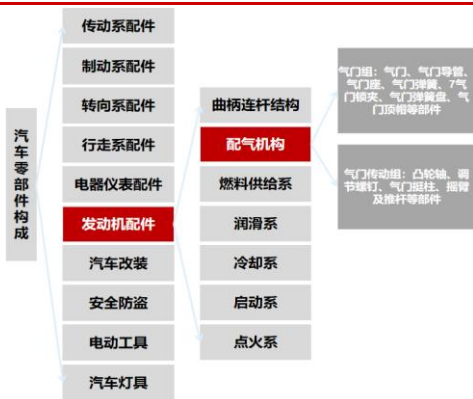 汽车零部件构成
传动系配件
制动系配件
转向系配件
行走系配件
电器仪表配件
发动机配件
汽车改装
安全防盗
电动工具
汽车灯具
曲柄连杆结构
配气机构
燃料供给系
润滑系
冷却系
启动系
点火系
气门组:气门、气门导管、
气门座、气门弹簧、7气
门锁夹、气门弹簧盘、气
门顶帽等部件
气门传动组:凸轮轴、调
节螺钉、气门挺柱、摇臂
及推杆等部件